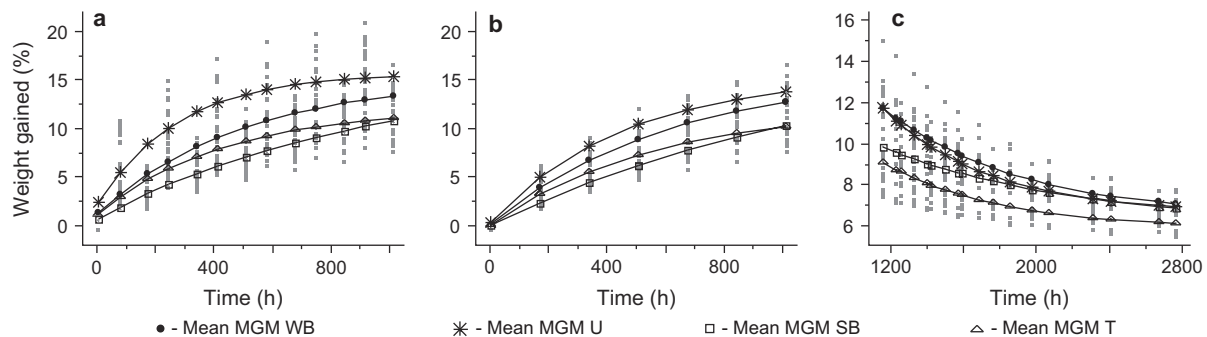 a
b
c
Weight gained (%)
20
15
10
5
0
0
400
800
Time (h)
20
15
10
5
0
0
400
800
Time (h)
16
14
12
10
8
6
1200
2000
2800
Time (h)
- Mean MGM WB
- Mean MGM U
- Mean MGM SB
- Mean MGM T